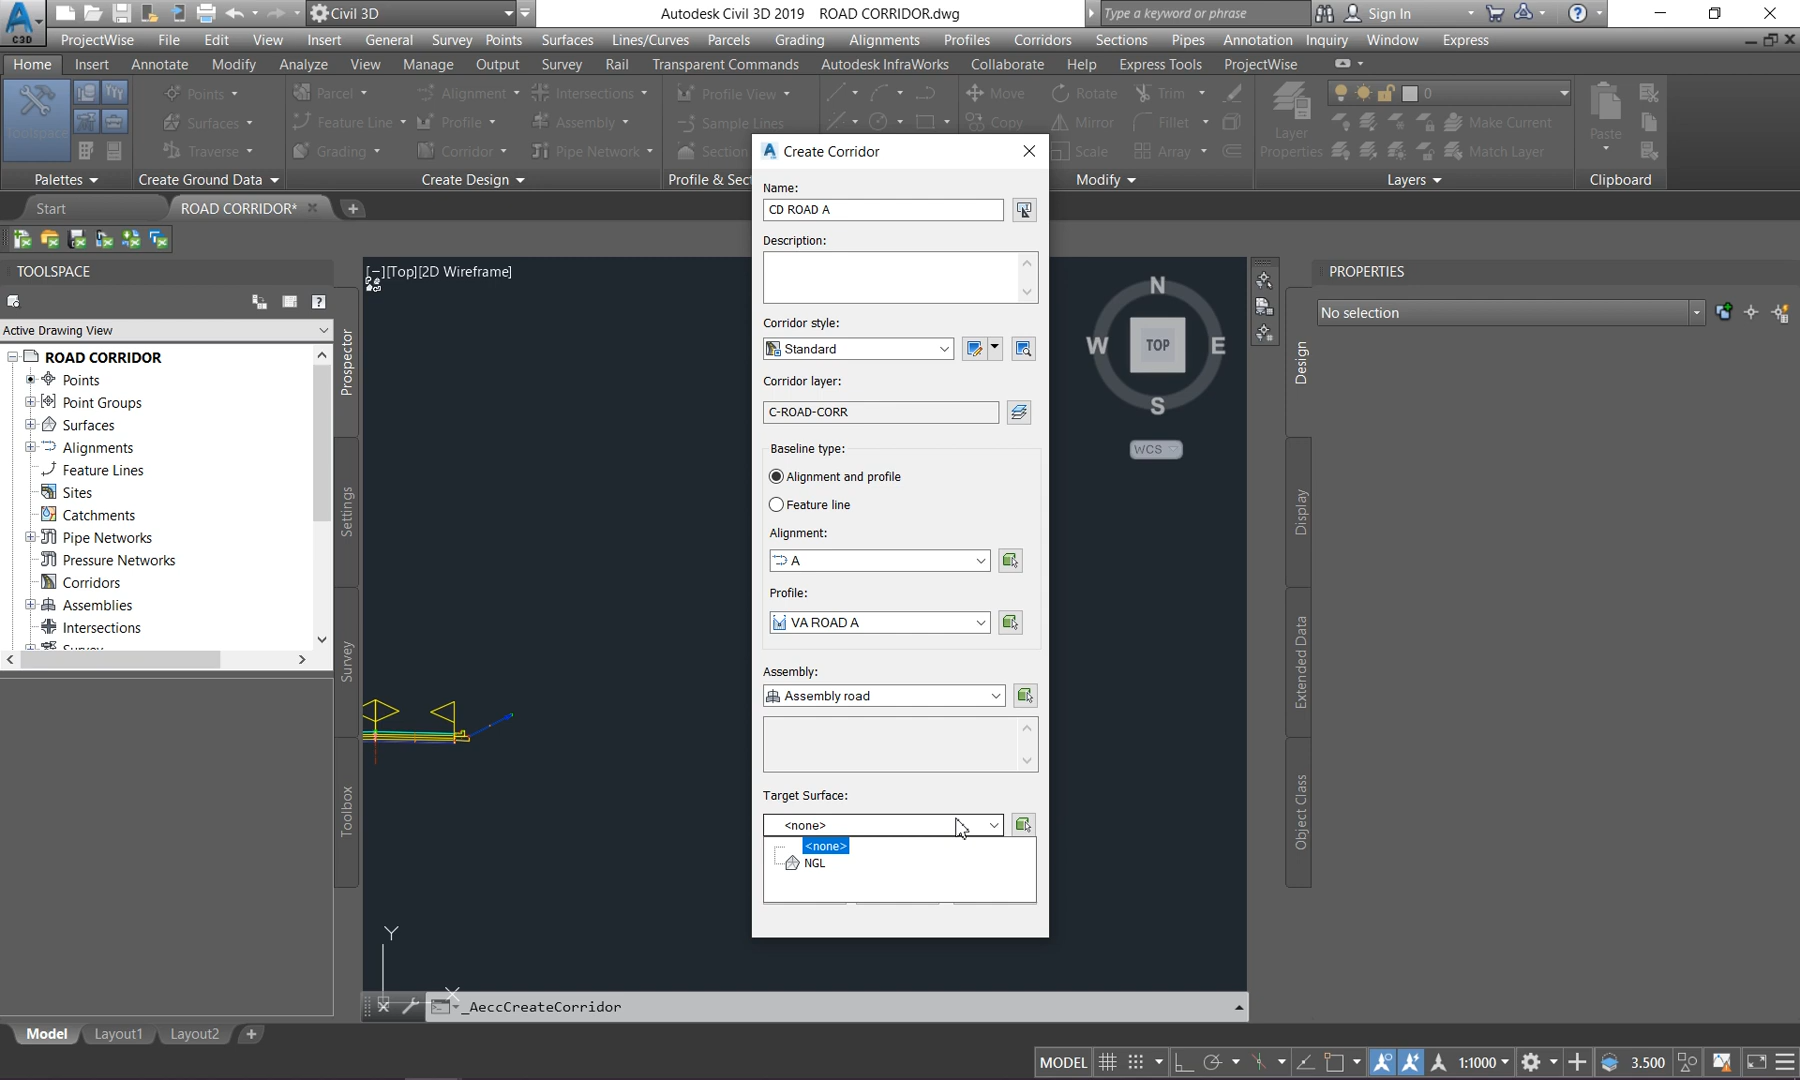 Civil 3D
Autodesk Civil 3D 2019 ROAD CORRIDOR.dwg
Type a keyword or phrase
Sign In
C3D
ProjectWise File Edit View Insert General Survey Points Surfaces Lines/Curves Parcels Grading Alignments Profiles Corridors Sections Pipes Annotation Inquiry Window Express
Home Insert Annotate Modify Analyze View Manage Output Survey Rail Transparent Commands Autodesk InfraWorks Collaborate Help Express Tools ProjectWise
Points Parcel Alignment Intersections Profile View Move Rotate Trim 0
Toolspace Surfaces Feature Line Profile Assembly Sample Lines Copy Mirror Fillet Layer Properties Make Current Paste
Traverse Grading Corridor Pipe Network Section Scale Array Match Layer
Palettes Create Ground Data Create Design Profile & Sec Modify Layers Clipboard
Start ROAD CORRIDOR*
TOOLSPACE
Active Drawing View
ROAD CORRIDOR
Points
Point Groups
Surfaces
Alignments
Feature Lines
Sites
Catchments
Pipe Networks
Pressure Networks
Corridors
Assemblies
Intersections
Prospector
Settings
Survey
Toolbox
[−][Top][2D Wireframe]
Create Corridor
Name:
CD ROAD A
Description:
Corridor style:
Standard
Corridor layer:
C-ROAD-CORR
Baseline type:
Alignment and profile
Feature line
Alignment:
A
Profile:
VA ROAD A
Assembly:
Assembly road
Target Surface:
<none>
<none>
NGL
N
W TOP E
S
WCS
Y
X
PROPERTIES
No selection
Design
Display
Extended Data
Object Class
_AeccCreateCorridor
Model Layout1 Layout2
MODEL 1:1000 3.500